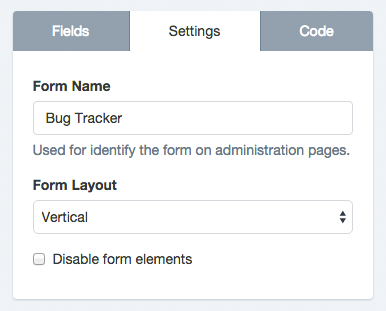 Fields Settings Code
Form Name
Bug Tracker
Used for identify the form on administration pages.
Form Layout
Vertical
Disable form elements